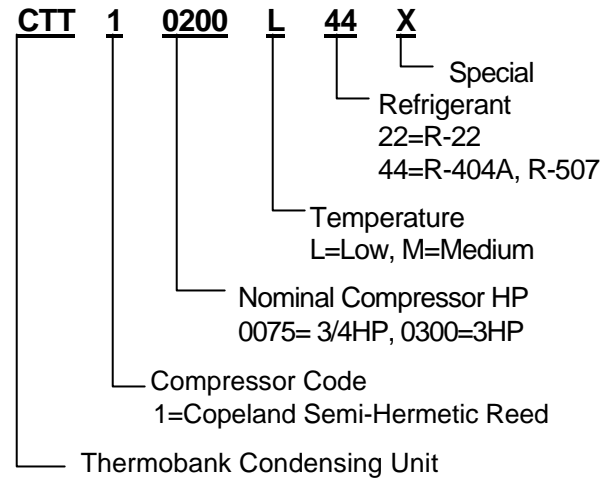 CTT 1 0200 L 44 X
Special
Refrigerant
22=R-22
44=R-404A, R-507
Temperature
L=Low, M=Medium
Nominal Compressor HP
0075= 3/4HP, 0300=3HP
Compressor Code
1=Copeland Semi-Hermetic Reed
Thermobank Condensing Unit